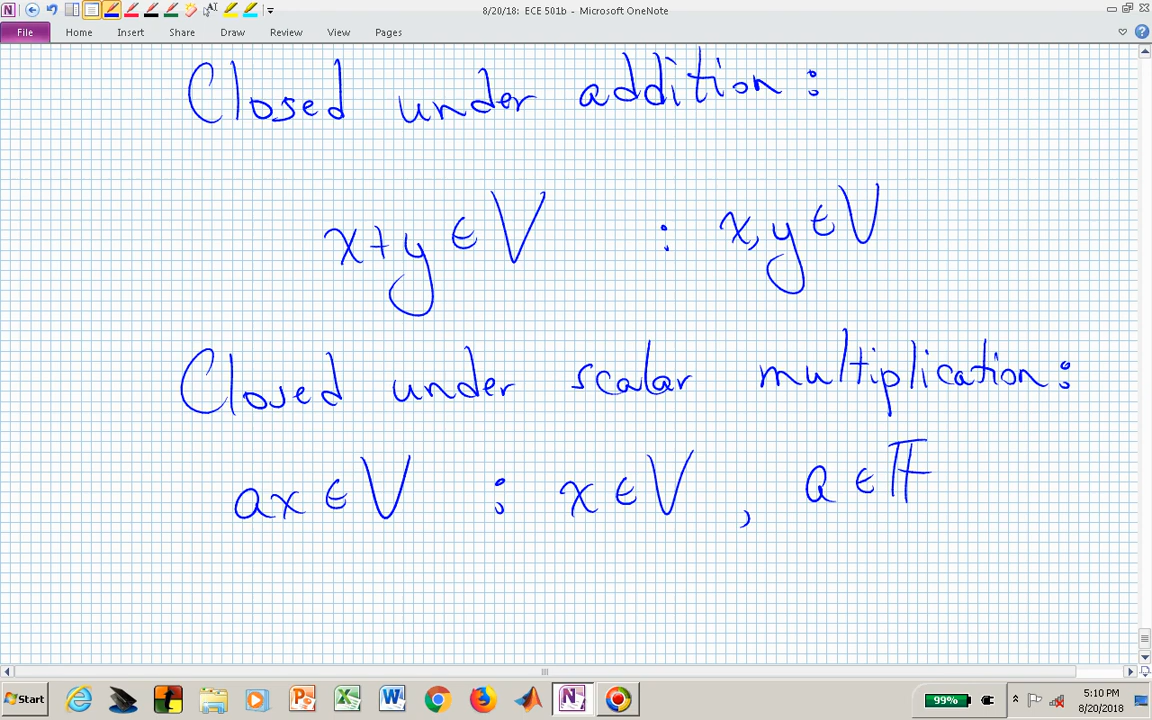 8/20/18: ECE 501b - Microsoft OneNote
File Home Insert Share Draw Review View Pages
Closed under addition:
x+y ∈ V : x, y ∈ V
Closed under scalar multiplication:
ax ∈ V : x ∈ V , a ∈ 𝔽
Start 99% 5:10 PM
8/20/2018